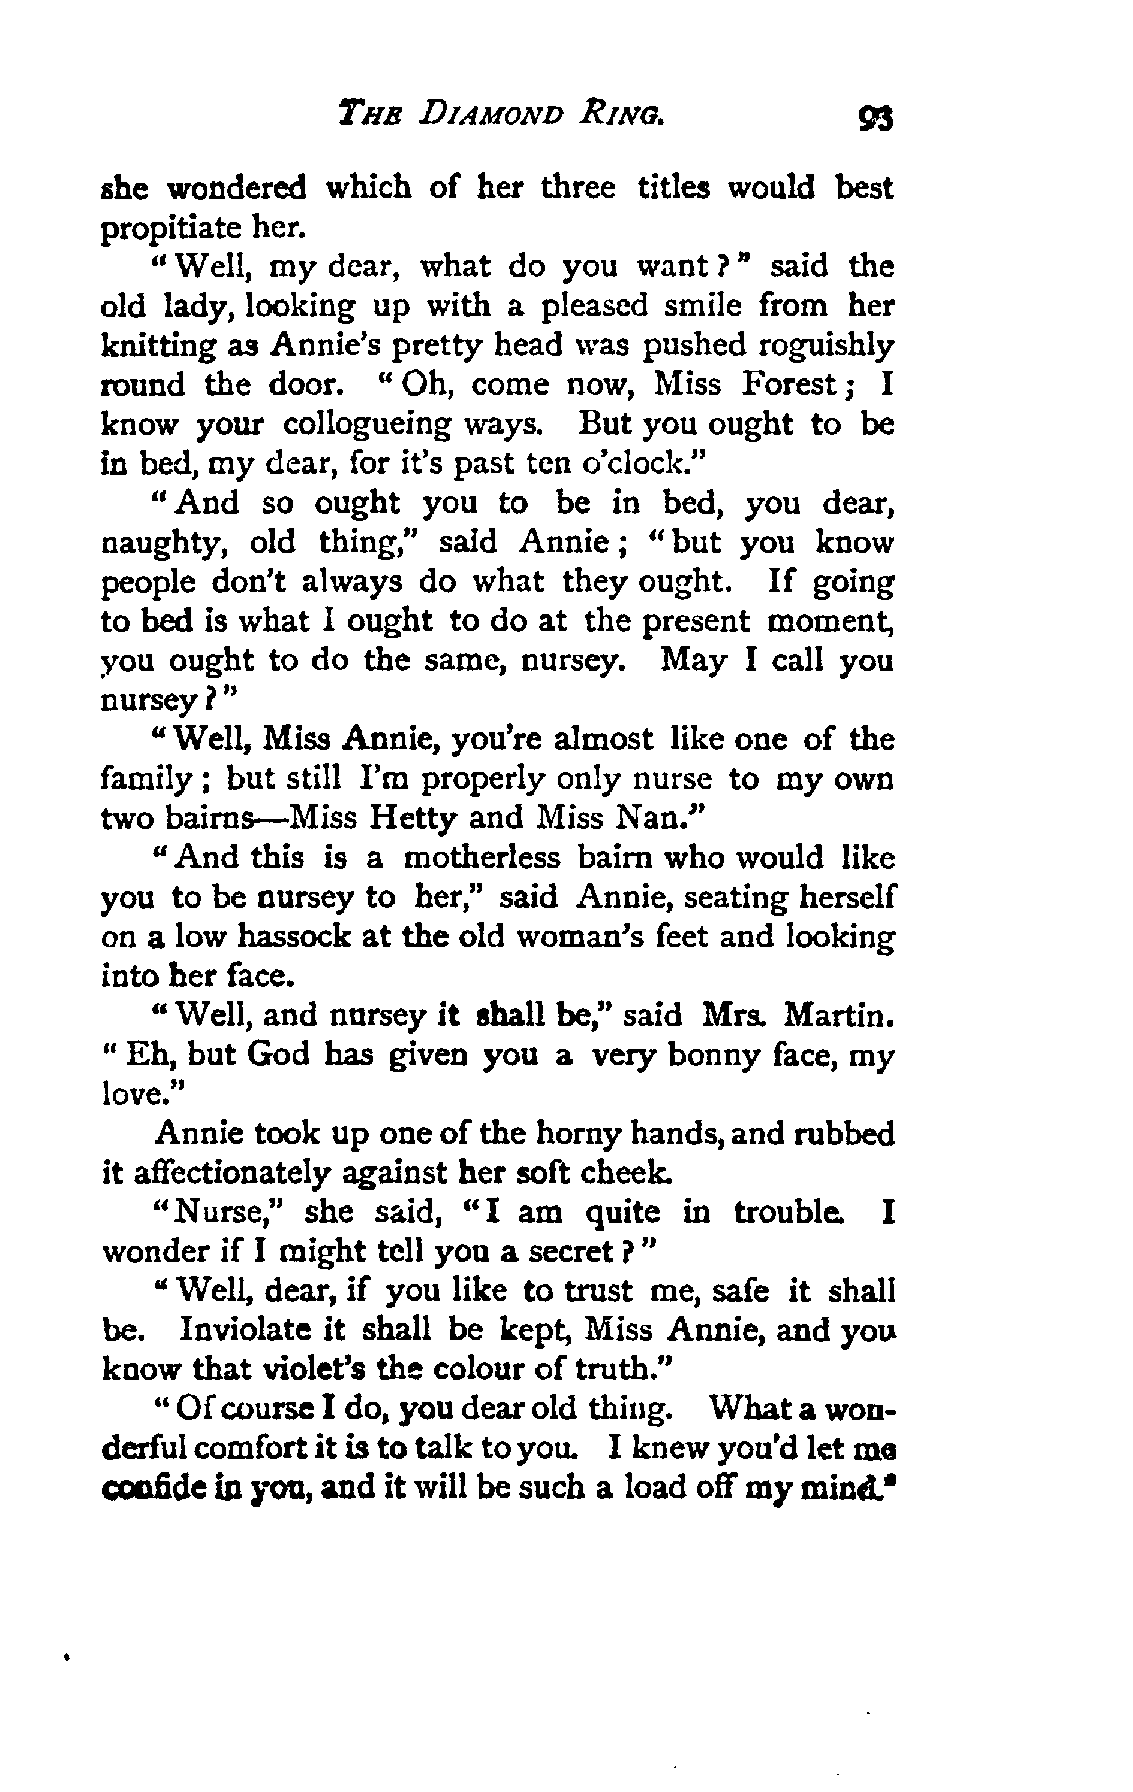 THE DIAMOND RING. 93
she wondered which of her three titles would best
propitiate her.
"Well, my dear, what do you want?" said the
old lady, looking up with a pleased smile from her
knitting as Annie's pretty head was pushed roguishly
round the door. "Oh, come now, Miss Forest; I
know your collogueing ways. But you ought to be
in bed, my dear, for it's past ten o'clock."
"And so ought you to be in bed, you dear,
naughty, old thing," said Annie; "but you know
people don't always do what they ought. If going
to bed is what I ought to do at the present moment,
you ought to do the same, nursey. May I call you
nursey?"
"Well, Miss Annie, you're almost like one of the
family; but still I'm properly only nurse to my own
two bairns—Miss Hetty and Miss Nan."
"And this is a motherless bairn who would like
you to be nursey to her," said Annie, seating herself
on a low hassock at the old woman's feet and looking
into her face.
"Well, and nursey it shall be," said Mrs. Martin.
"Eh, but God has given you a very bonny face, my
love."
Annie took up one of the horny hands, and rubbed
it affectionately against her soft cheek.
"Nurse," she said, "I am quite in trouble. I
wonder if I might tell you a secret?"
"Well, dear, if you like to trust me, safe it shall
be. Inviolate it shall be kept, Miss Annie, and you
know that violet's the colour of truth."
"Of course I do, you dear old thing. What a won-
derful comfort it is to talk to you. I knew you'd let me
confide in you, and it will be such a load off my mind."